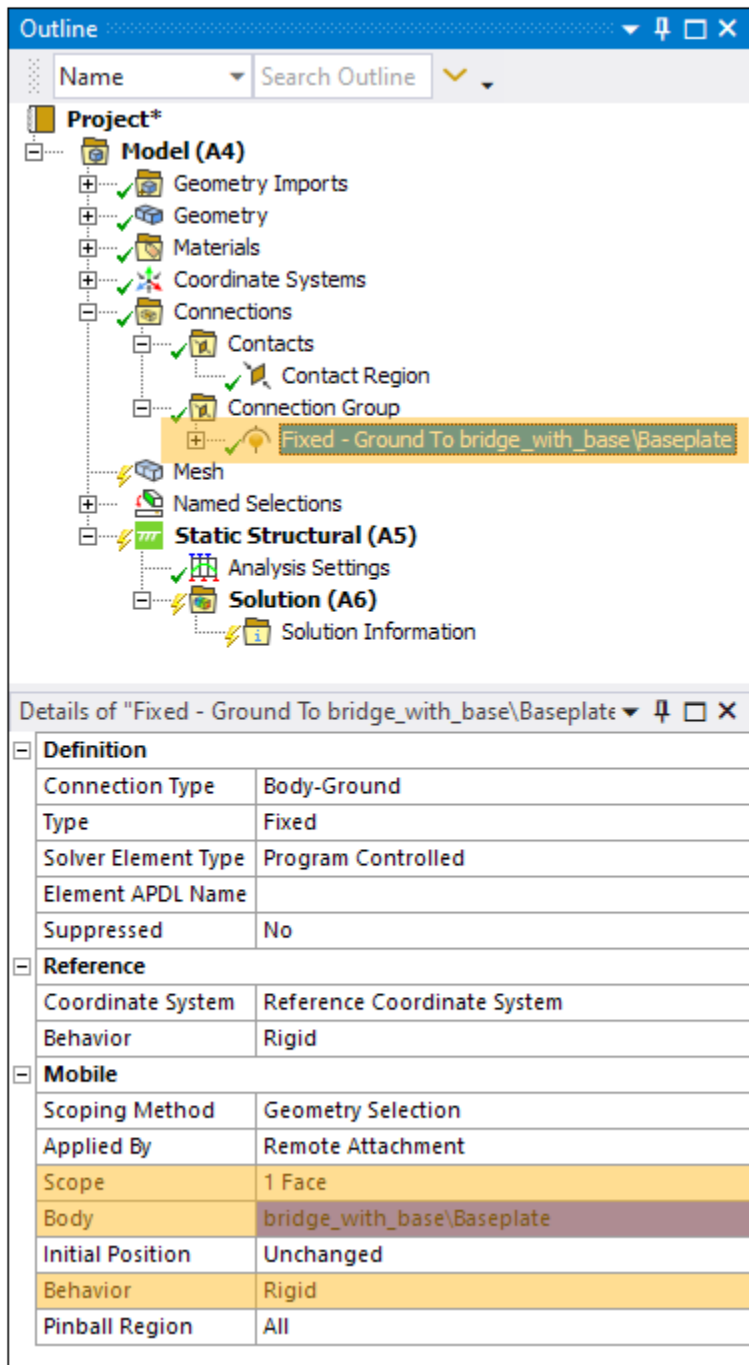 Outline
Name Search Outline
Project*
Model (A4)
Geometry Imports
Geometry
Materials
Coordinate Systems
Connections
Contacts
Contact Region
Connection Group
Fixed - Ground To bridge_with_base\Baseplate
Mesh
Named Selections
Static Structural (A5)
Analysis Settings
Solution (A6)
Solution Information
Details of "Fixed - Ground To bridge_with_base\Baseplate
Definition
Connection Type Body-Ground
Type Fixed
Solver Element Type Program Controlled
Element APDL Name
Suppressed No
Reference
Coordinate System Reference Coordinate System
Behavior Rigid
Mobile
Scoping Method Geometry Selection
Applied By Remote Attachment
Scope 1 Face
Body bridge_with_base\Baseplate
Initial Position Unchanged
Behavior Rigid
Pinball Region All